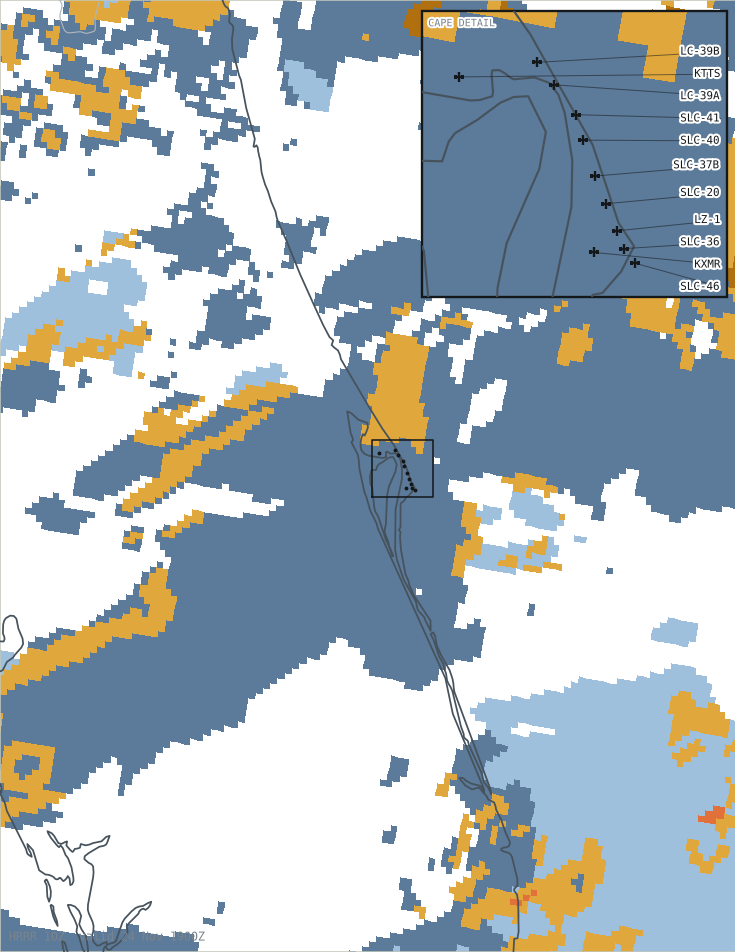 CAPE DETAIL
LC-39B
KTTS
LC-39A
SLC-41
SLC-40
SLC-37B
SLC-20
LZ-1
SLC-36
KXMR
SLC-46